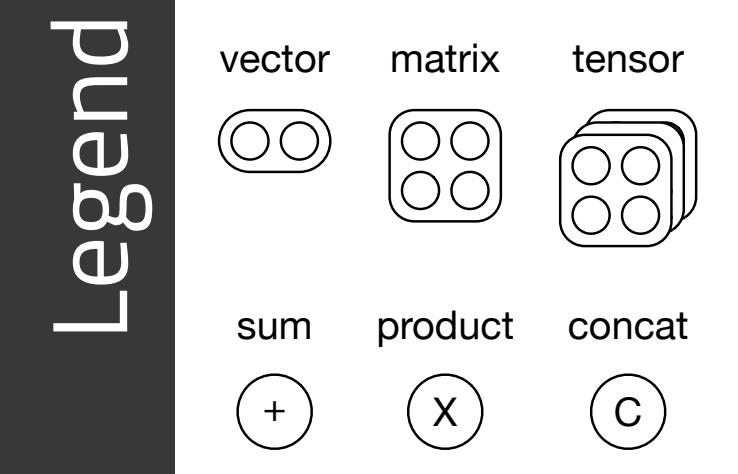 Legend
vector matrix tensor
sum product concat
+ X C